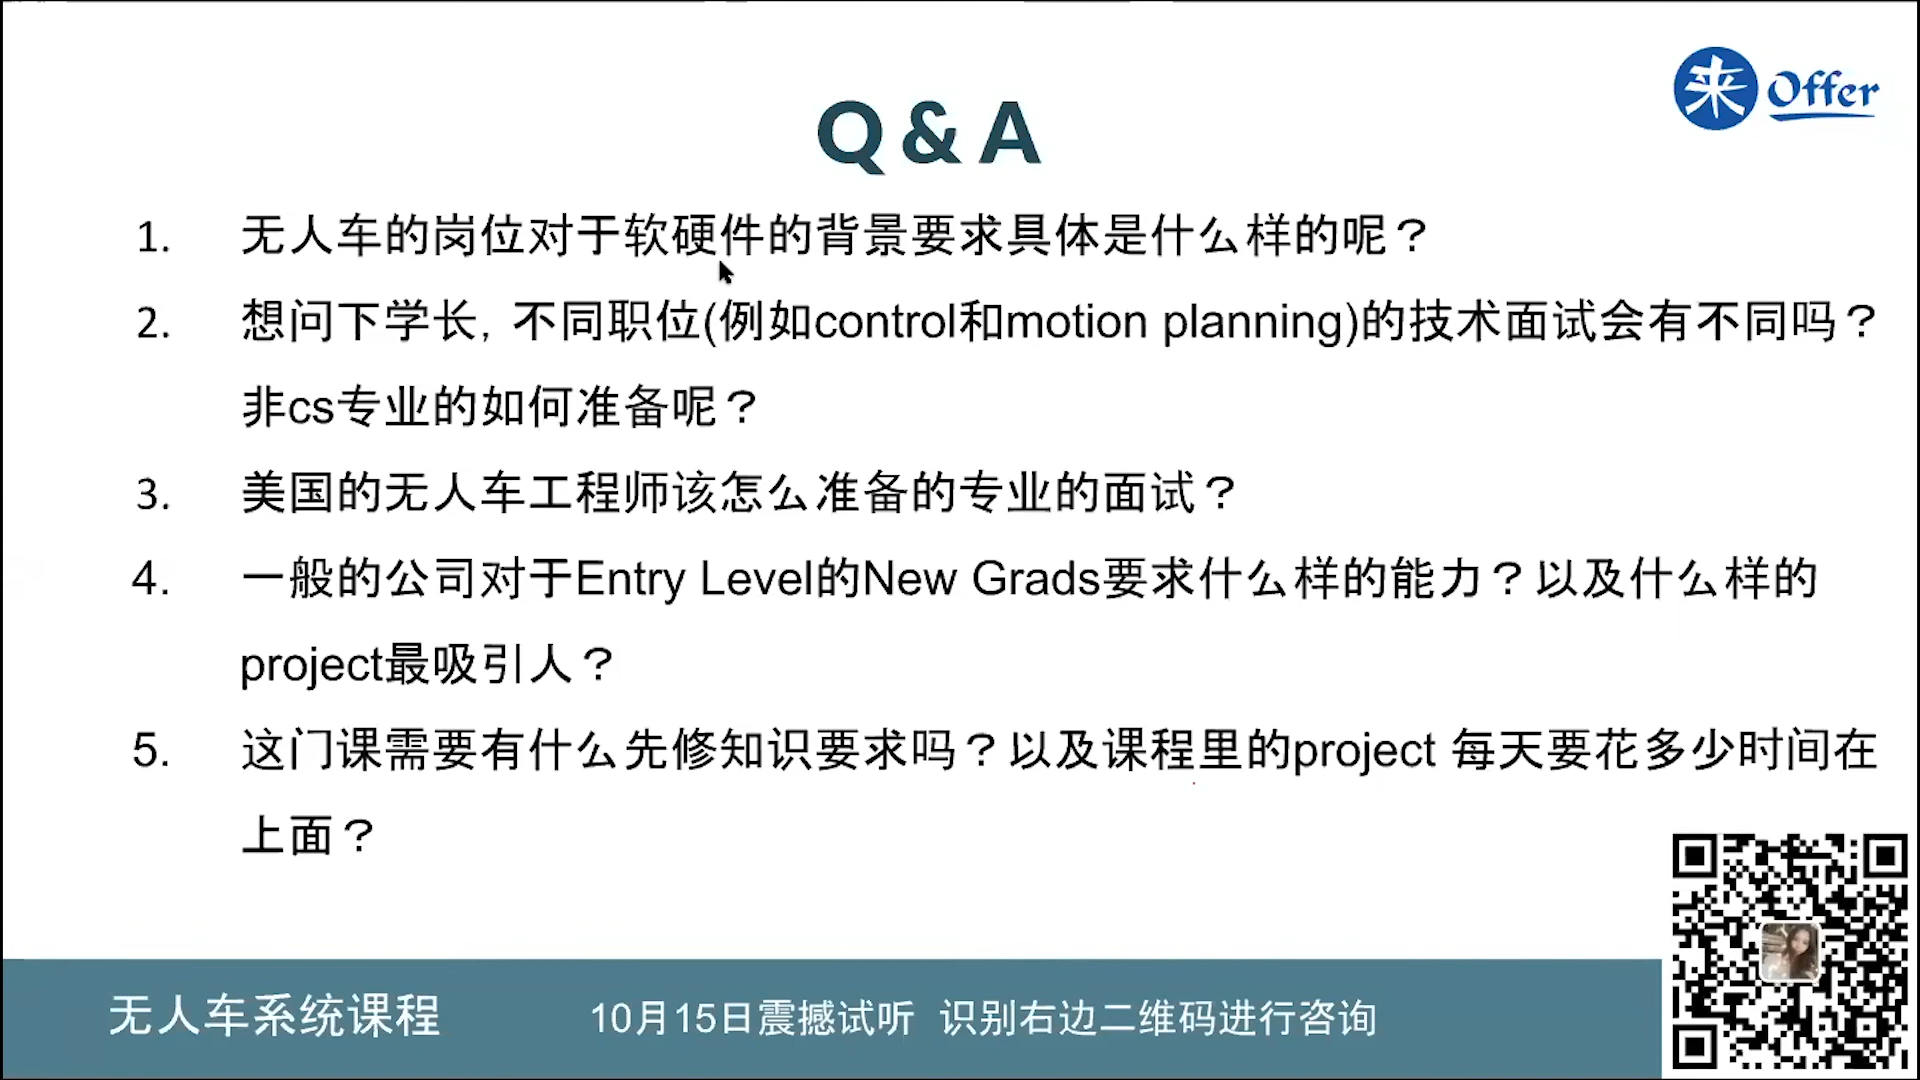 来Offer
Q & A
1. 无人车的岗位对于软硬件的背景要求具体是什么样的呢？
2. 想问下学长，不同职位(例如control和motion planning)的技术面试会有不同吗？
非cs专业的如何准备呢？
3. 美国的无人车工程师该怎么准备的专业的面试？
4. 一般的公司对于Entry Level的New Grads要求什么样的能力？以及什么样的
project最吸引人？
5. 这门课需要有什么先修知识要求吗？以及课程里的project 每天要花多少时间在
上面？
无人车系统课程
10月15日震撼试听 识别右边二维码进行咨询